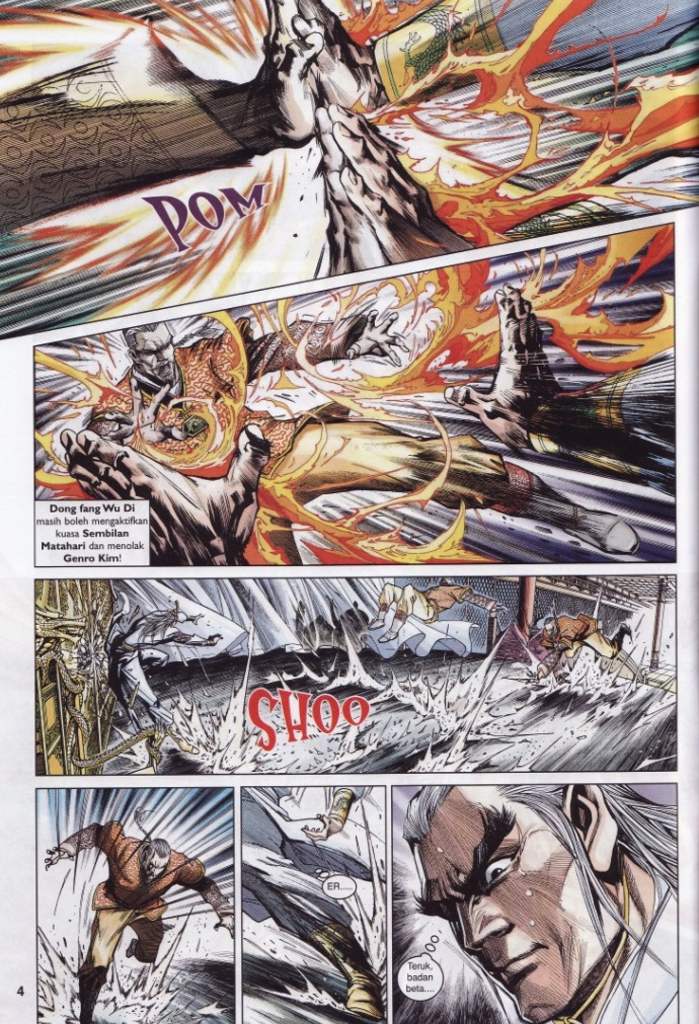 POM
Dong fang Wu Di
masih boleh mengaktifkan
kuasa Sembilan
Matahari dan menolak
Genro Kim!
SHOO
ER....
Teruk,
badan
beta....
4